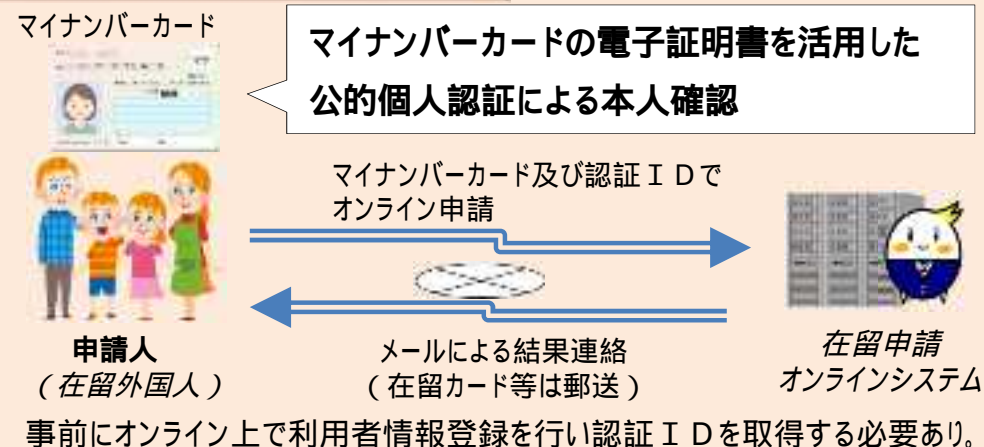 マイナンバーカード
マイナンバーカードの電子証明書を活用した
公的個人認証による本人確認
マイナンバーカード及び認証ＩＤで
オンライン申請
申請人
（在留外国人）
メールによる結果連絡
（在留カード等は郵送）
在留申請
オンラインシステム
事前にオンライン上で利用者情報登録を行い認証ＩＤを取得する必要あり。